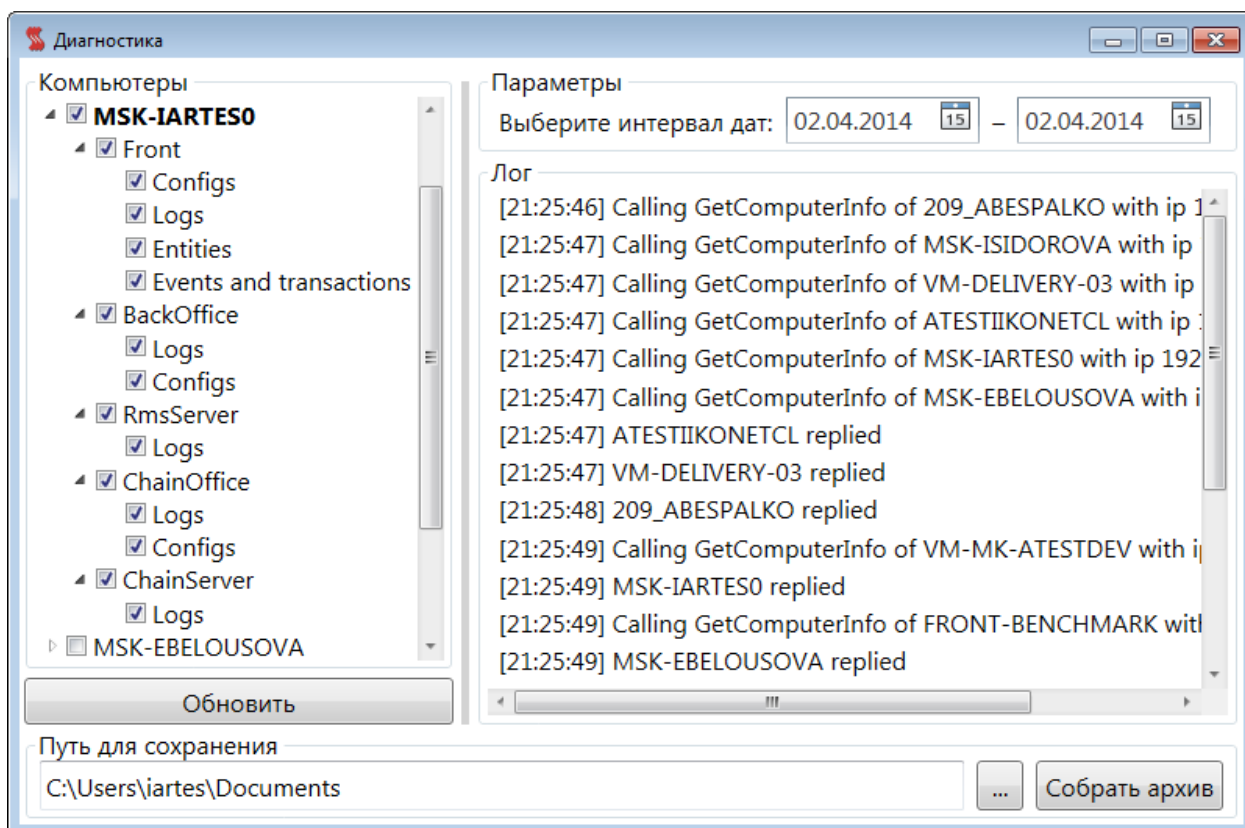 Диагностика
Компьютеры
MSK-IARTES0
Front
Configs
Logs
Entities
Events and transactions
BackOffice
Logs
Configs
RmsServer
Logs
ChainOffice
Logs
Configs
ChainServer
Logs
MSK-EBELOUSOVA
Обновить
Параметры
Выберите интервал дат: 02.04.2014 15 – 02.04.2014 15
Лог
[21:25:46] Calling GetComputerInfo of 209_ABESPALKO with ip 1
[21:25:47] Calling GetComputerInfo of MSK-ISIDOROVA with ip
[21:25:47] Calling GetComputerInfo of VM-DELIVERY-03 with ip
[21:25:47] Calling GetComputerInfo of ATESTIIKONETCL with ip
[21:25:47] Calling GetComputerInfo of MSK-IARTES0 with ip 192
[21:25:47] Calling GetComputerInfo of MSK-EBELOUSOVA with i
[21:25:47] ATESTIIKONETCL replied
[21:25:47] VM-DELIVERY-03 replied
[21:25:48] 209_ABESPALKO replied
[21:25:49] Calling GetComputerInfo of VM-MK-ATESTDEV with ip
[21:25:49] MSK-IARTES0 replied
[21:25:49] Calling GetComputerInfo of FRONT-BENCHMARK with
[21:25:49] MSK-EBELOUSOVA replied
Путь для сохранения
C:\Users\iartes\Documents
...
Собрать архив